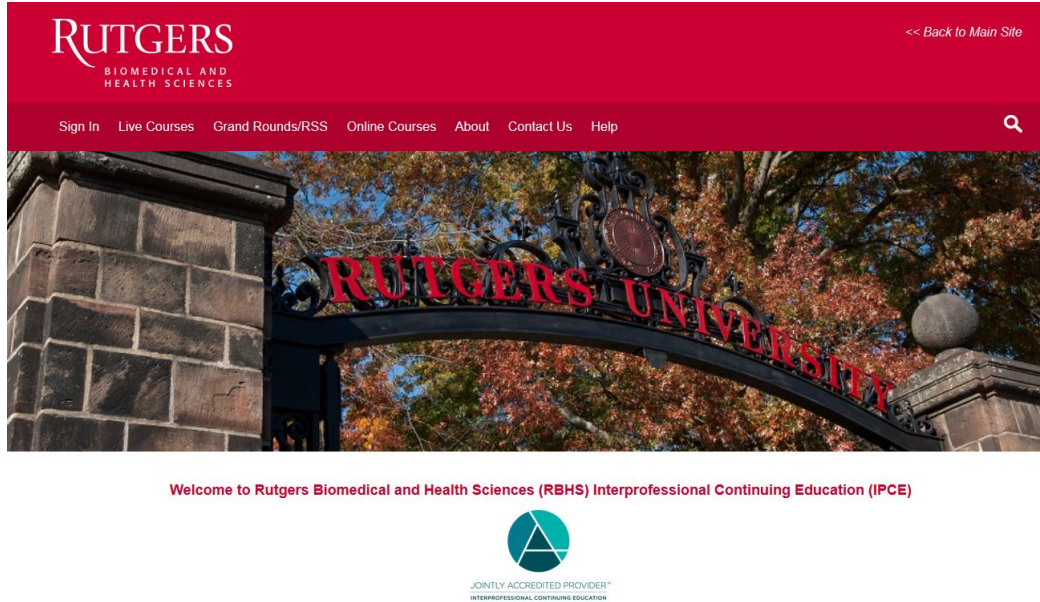 RUTGERS
BIOMEDICAL AND
HEALTH SCIENCES
<< Back to Main Site
Sign In Live Courses Grand Rounds/RSS Online Courses About Contact Us Help
RUTGERS UNIVERSITY
Welcome to Rutgers Biomedical and Health Sciences (RBHS) Interprofessional Continuing Education (IPCE)
JOINTLY ACCREDITED PROVIDER™
INTERPROFESSIONAL CONTINUING EDUCATION